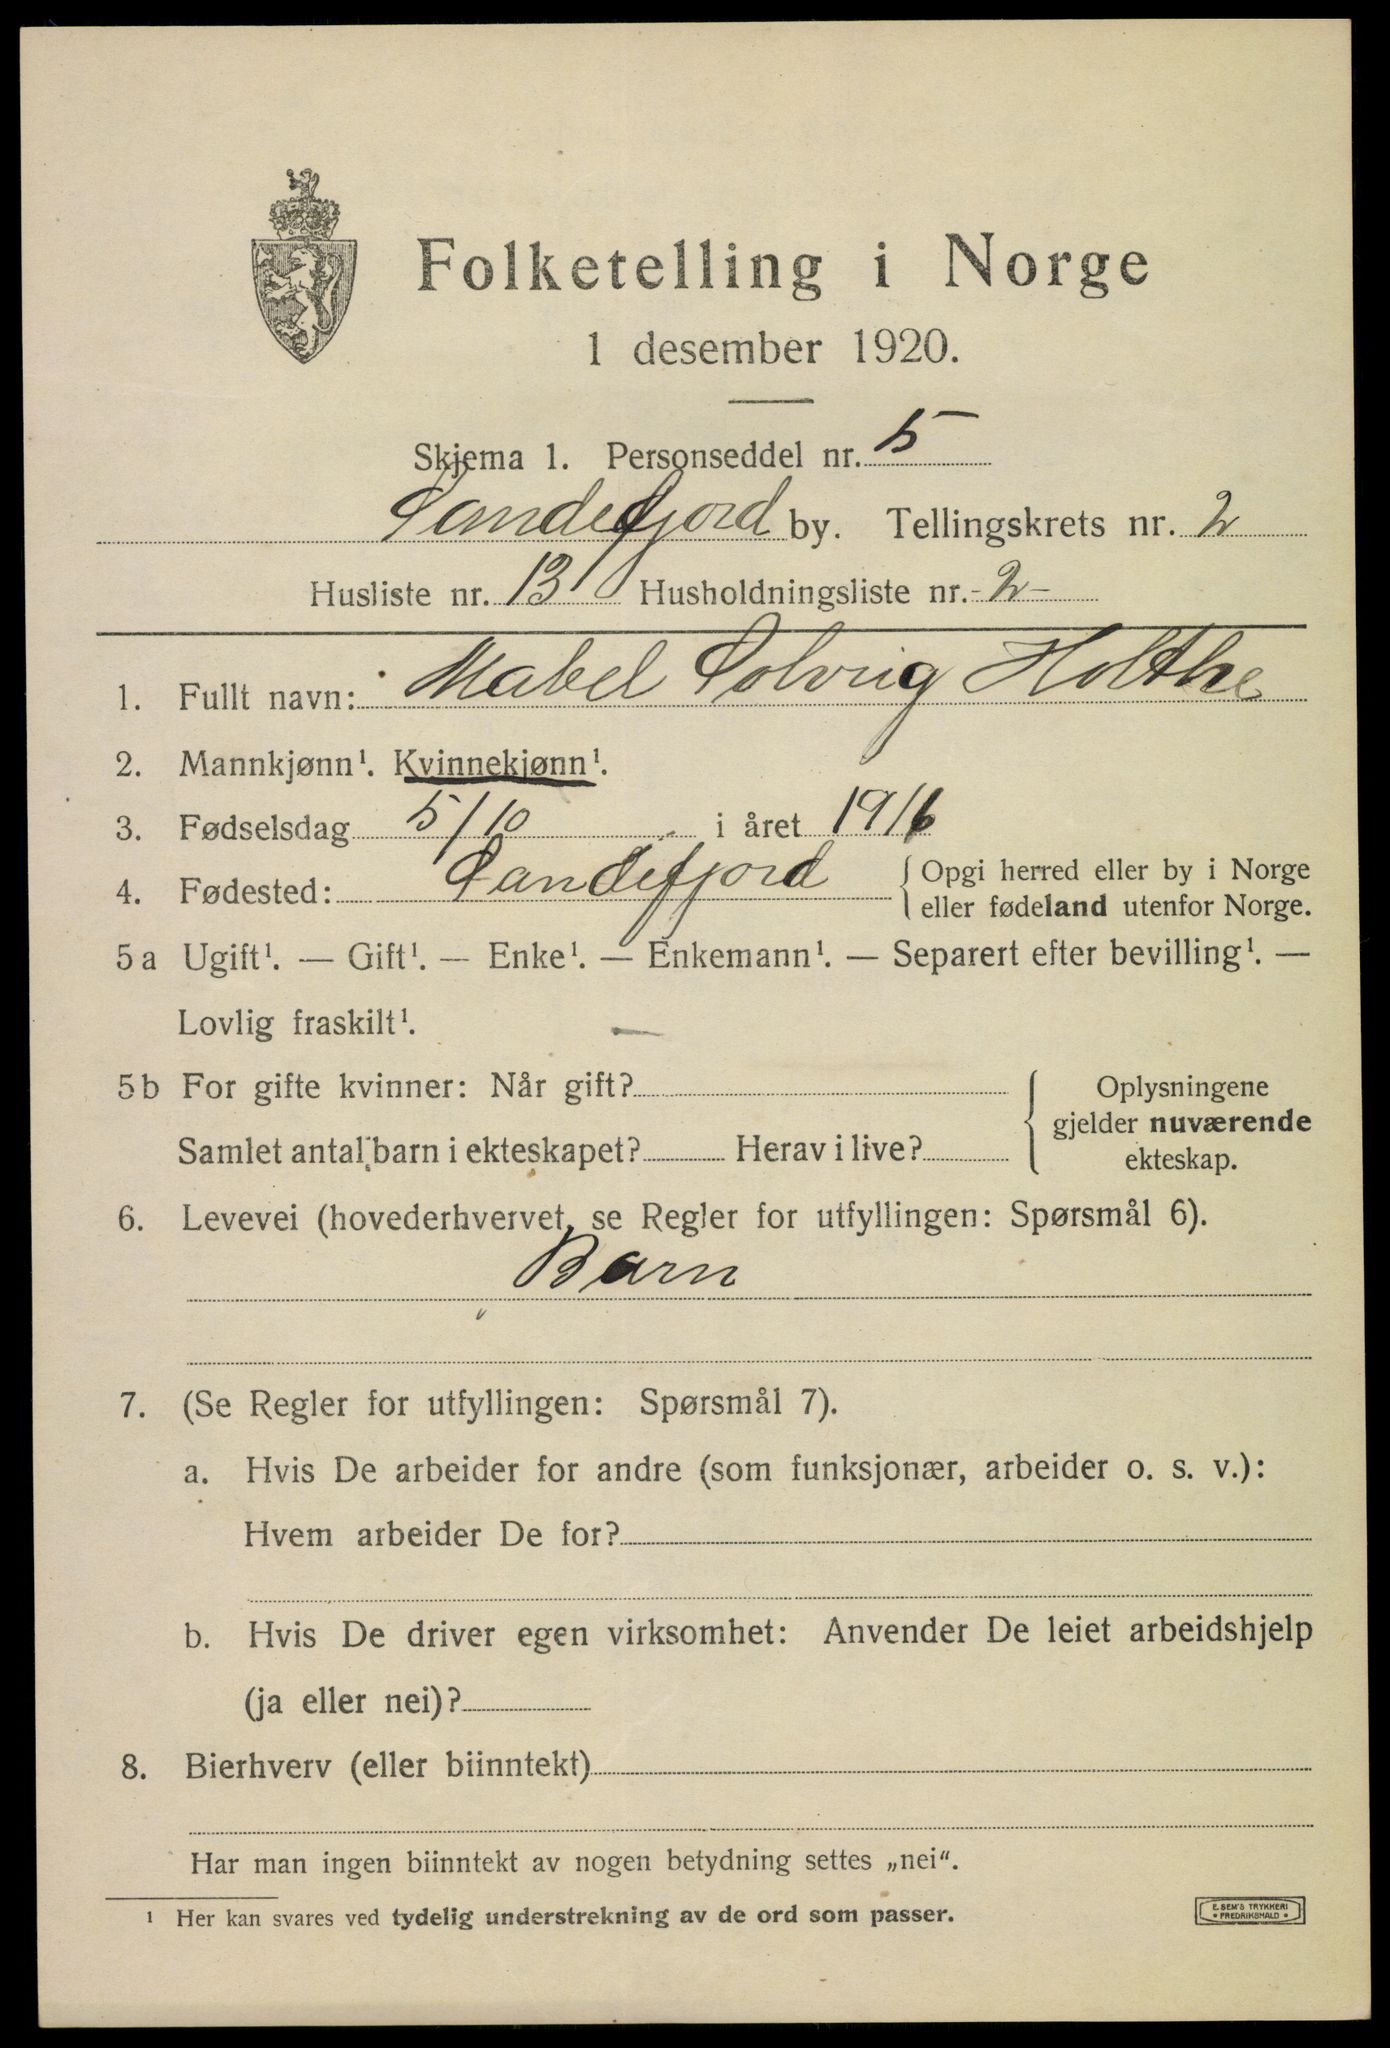 Folketelling i Norge
1 desember 1920.
Skjema 1. Personseddel nr. 5
Sandefjord by. Tellingskrets nr. 2
Husliste nr. 13 Husholdningsliste nr. -2-
1. Fullt navn: Mabel Solvrig Holthe
2. Mannkjønn¹. Kvinnekjønn¹.
3. Fødselsdag 5/10 i året 1916
4. Fødested: Sandefjord { Opgi herred eller by i Norge
eller fødeland utenfor Norge.
5a Ugift¹. — Gift¹. — Enke¹. — Enkemann¹. — Separert efter bevilling¹. —
Lovlig fraskilt¹. —
5b For gifte kvinner: Når gift? { Oplysningene
gjelder nuværende
Samlet antal barn i ekteskapet? Herav i live?
ekteskap.
6. Levevei (hovederhvervet, se Regler for utfyllingen: Spørsmål 6).
Barn
7. (Se Regler for utfyllingen: Spørsmål 7).
a. Hvis De arbeider for andre (som funksjonær, arbeider o. s. v.):
Hvem arbeider De for?
b. Hvis De driver egen virksomhet: Anvender De leiet arbeidshjelp
(ja eller nei)?
8. Bierhverv (eller biinntekt)
Har man ingen biinntekt av nogen betydning settes „nei“.
¹ Her kan svares ved tydelig understrekning av de ord som passer.
E. SEM'S TRYKKERI
• FREDRIKSHALD •